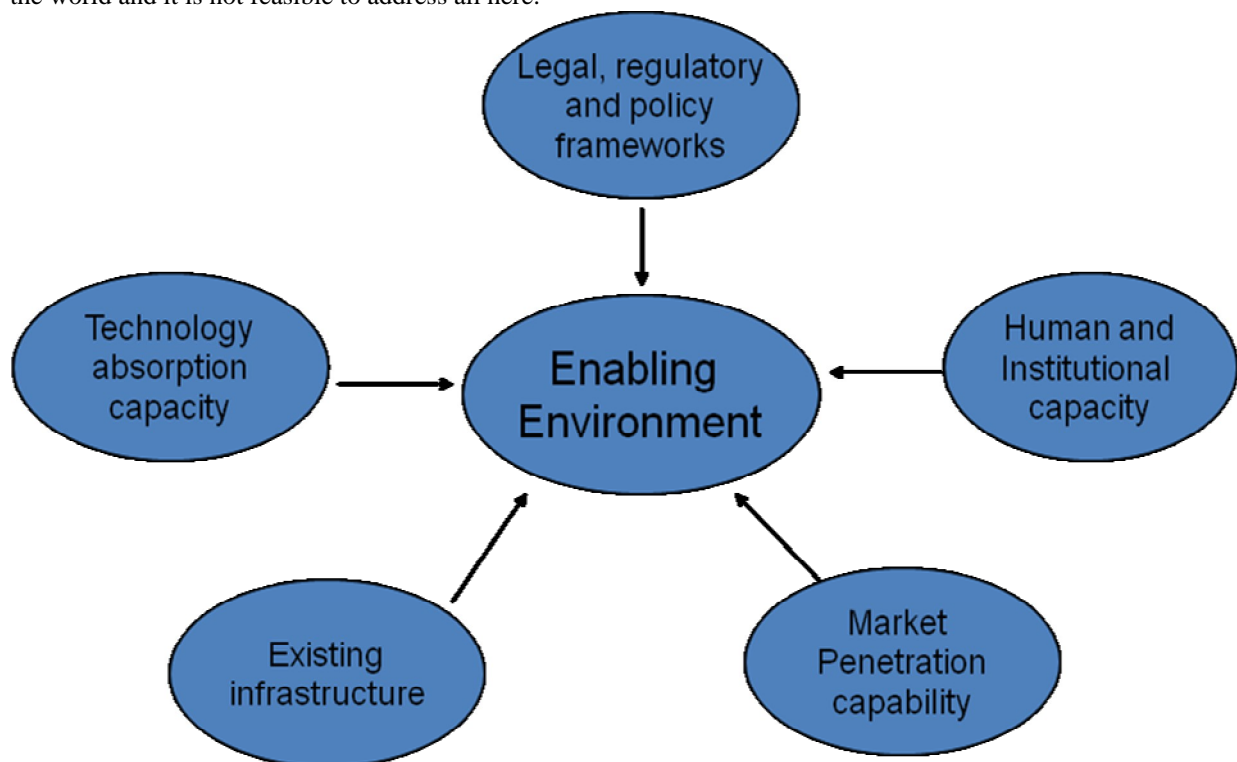 the world and it is not feasible to address all here.
Legal, regulatory
and policy
frameworks
Technology
absorption
capacity
Enabling
Environment
Human and
Institutional
capacity
Existing
infrastructure
Market
Penetration
capability